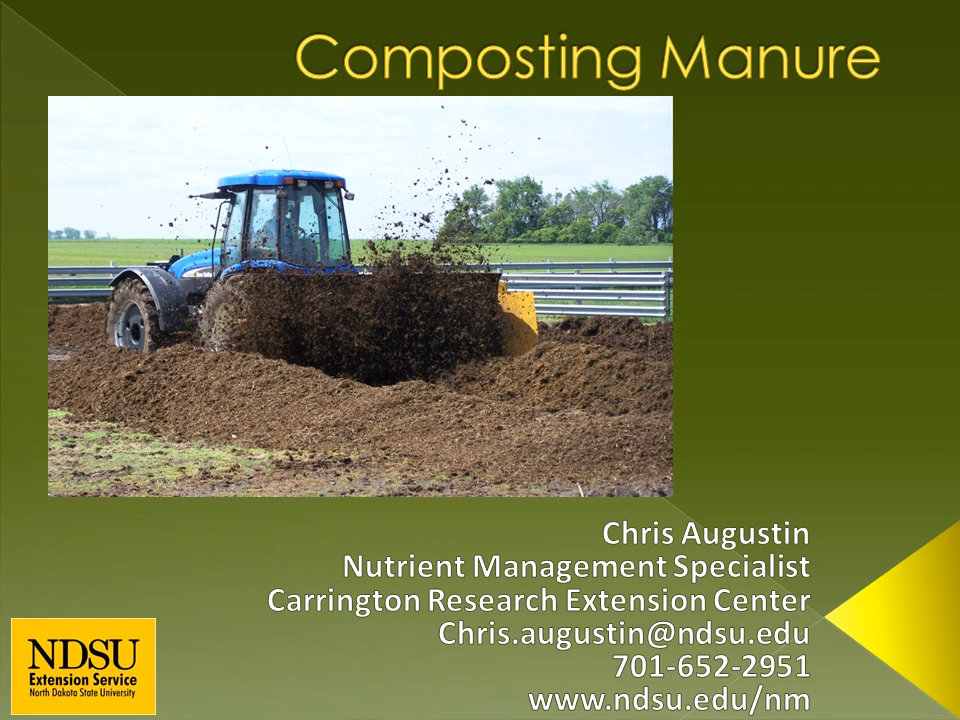 Composting Manure
Chris Augustin
Nutrient Management Specialist
Carrington Research Extension Center
Chris.augustin@ndsu.edu
701-652-2951
www.ndsu.edu/nm
NDSU
Extension Service
North Dakota State University